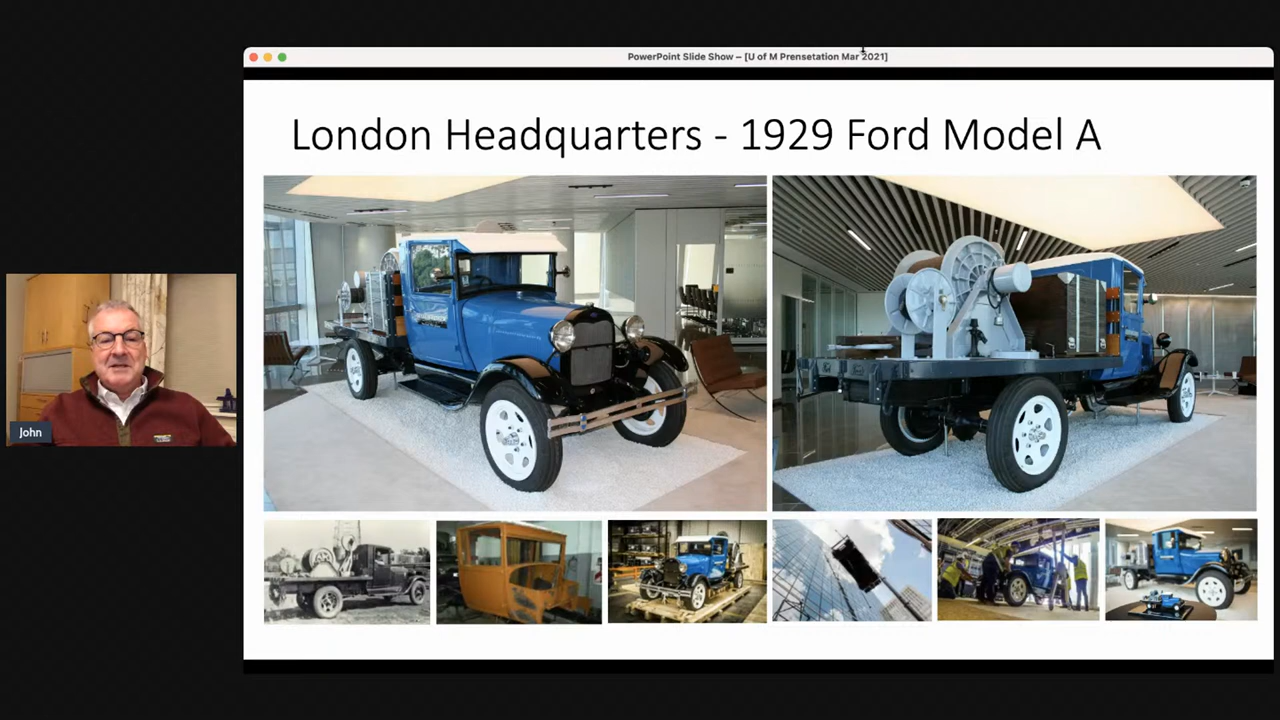 PowerPoint Slide Show – [U of M Prensetation Mar 2021]
London Headquarters - 1929 Ford Model A
John